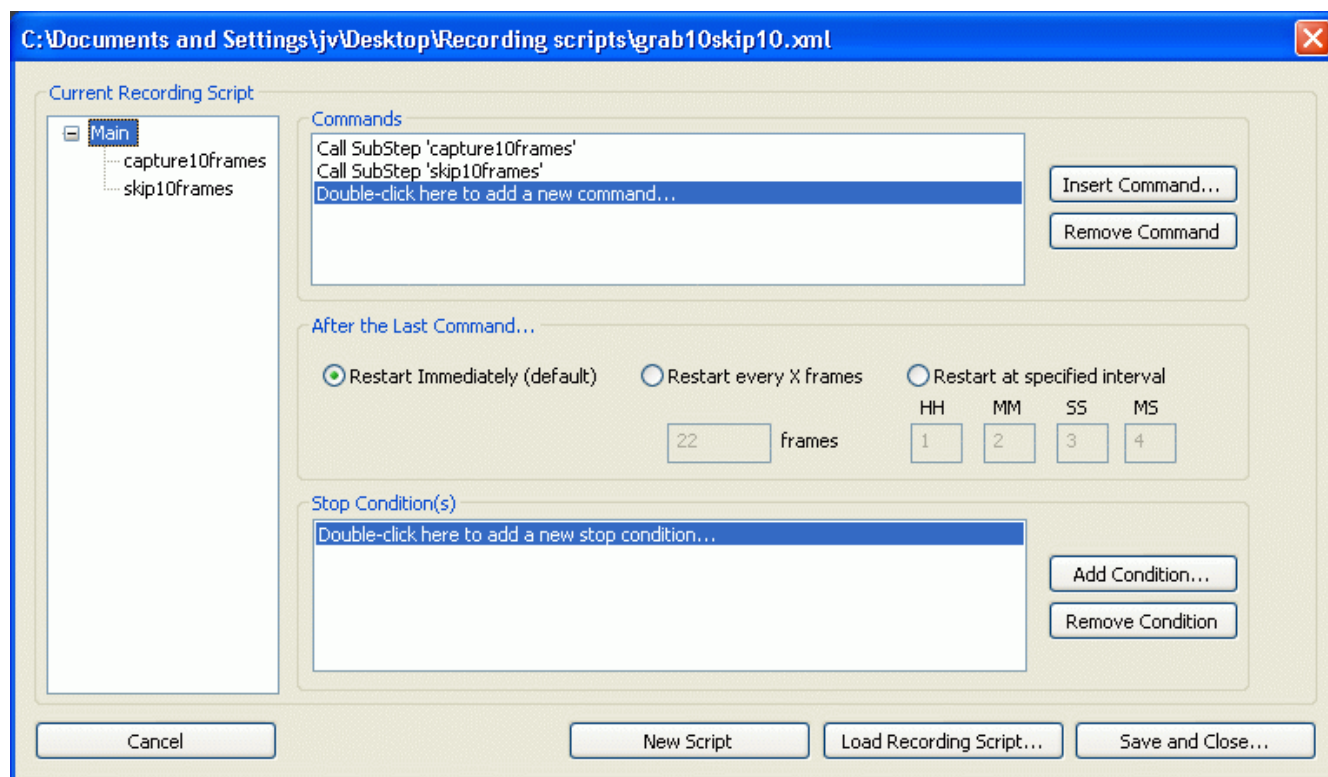 C:\Documents and Settings\jv\Desktop\Recording scripts\grab10skip10.xml
Current Recording Script
Main
capture10frames
skip10frames
Commands
Call SubStep 'capture10frames'
Call SubStep 'skip10frames'
Double-click here to add a new command...
Insert Command...
Remove Command
After the Last Command...
Restart Immediately (default)
Restart every X frames
Restart at specified interval
HH MM SS MS
22 frames
1 2 3 4
Stop Condition(s)
Double-click here to add a new stop condition...
Add Condition...
Remove Condition
Cancel
New Script
Load Recording Script...
Save and Close...